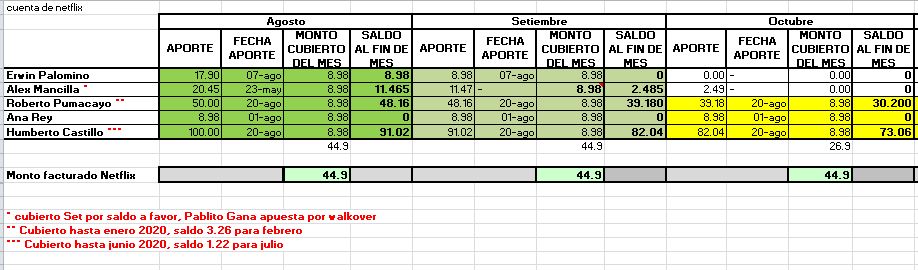 cuenta de netflix
Agosto Setiembre Octubre
APORTE FECHA APORTE MONTO CUBIERTO DEL MES SALDO AL FIN DE MES APORTE FECHA APORTE MONTO CUBIERTO DEL MES SALDO AL FIN DE MES APORTE FECHA APORTE MONTO CUBIERTO DEL MES SALDO AL FIN DE MES
Erwin Palomino 17.90 07-ago 8.98 8.98 8.98 07-ago 8.98 0 0.00 - 0.00 0
Alex Mancilla * 20.45 23-may 8.98 11.465 11.47 - 8.98 2.485 2.49 - 0.00 0
Roberto Pumacayo ** 50.00 20-ago 8.98 48.16 48.16 20-ago 8.98 39.180 39.18 20-ago 8.98 30.200
Ana Rey 8.98 01-ago 8.98 0 8.98 01-ago 8.98 0 8.98 01-ago 8.98 0
Humberto Castillo *** 100.00 20-ago 8.98 91.02 91.02 20-ago 8.98 82.04 82.04 20-ago 8.98 73.06
44.9 44.9 26.9
Monto facturado Netflix 44.9 44.9 44.9
* cubierto Set por saldo a favor, Pablito Gana apuesta por walkover
** Cubierto hasta enero 2020, saldo 3.26 para febrero
*** Cubierto hasta junio 2020, saldo 1.22 para julio